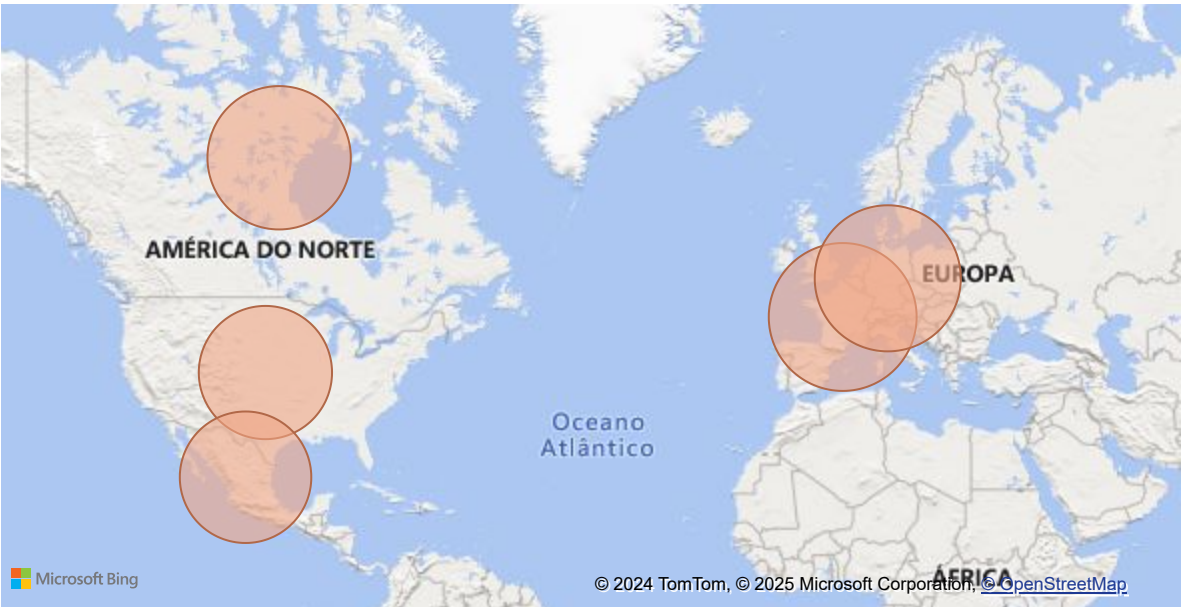 AMÉRICA DO NORTE
EUROPA
Oceano
Atlântico
ÁFRICA
Microsoft Bing
© 2024 TomTom, © 2025 Microsoft Corporation, © OpenStreetMap